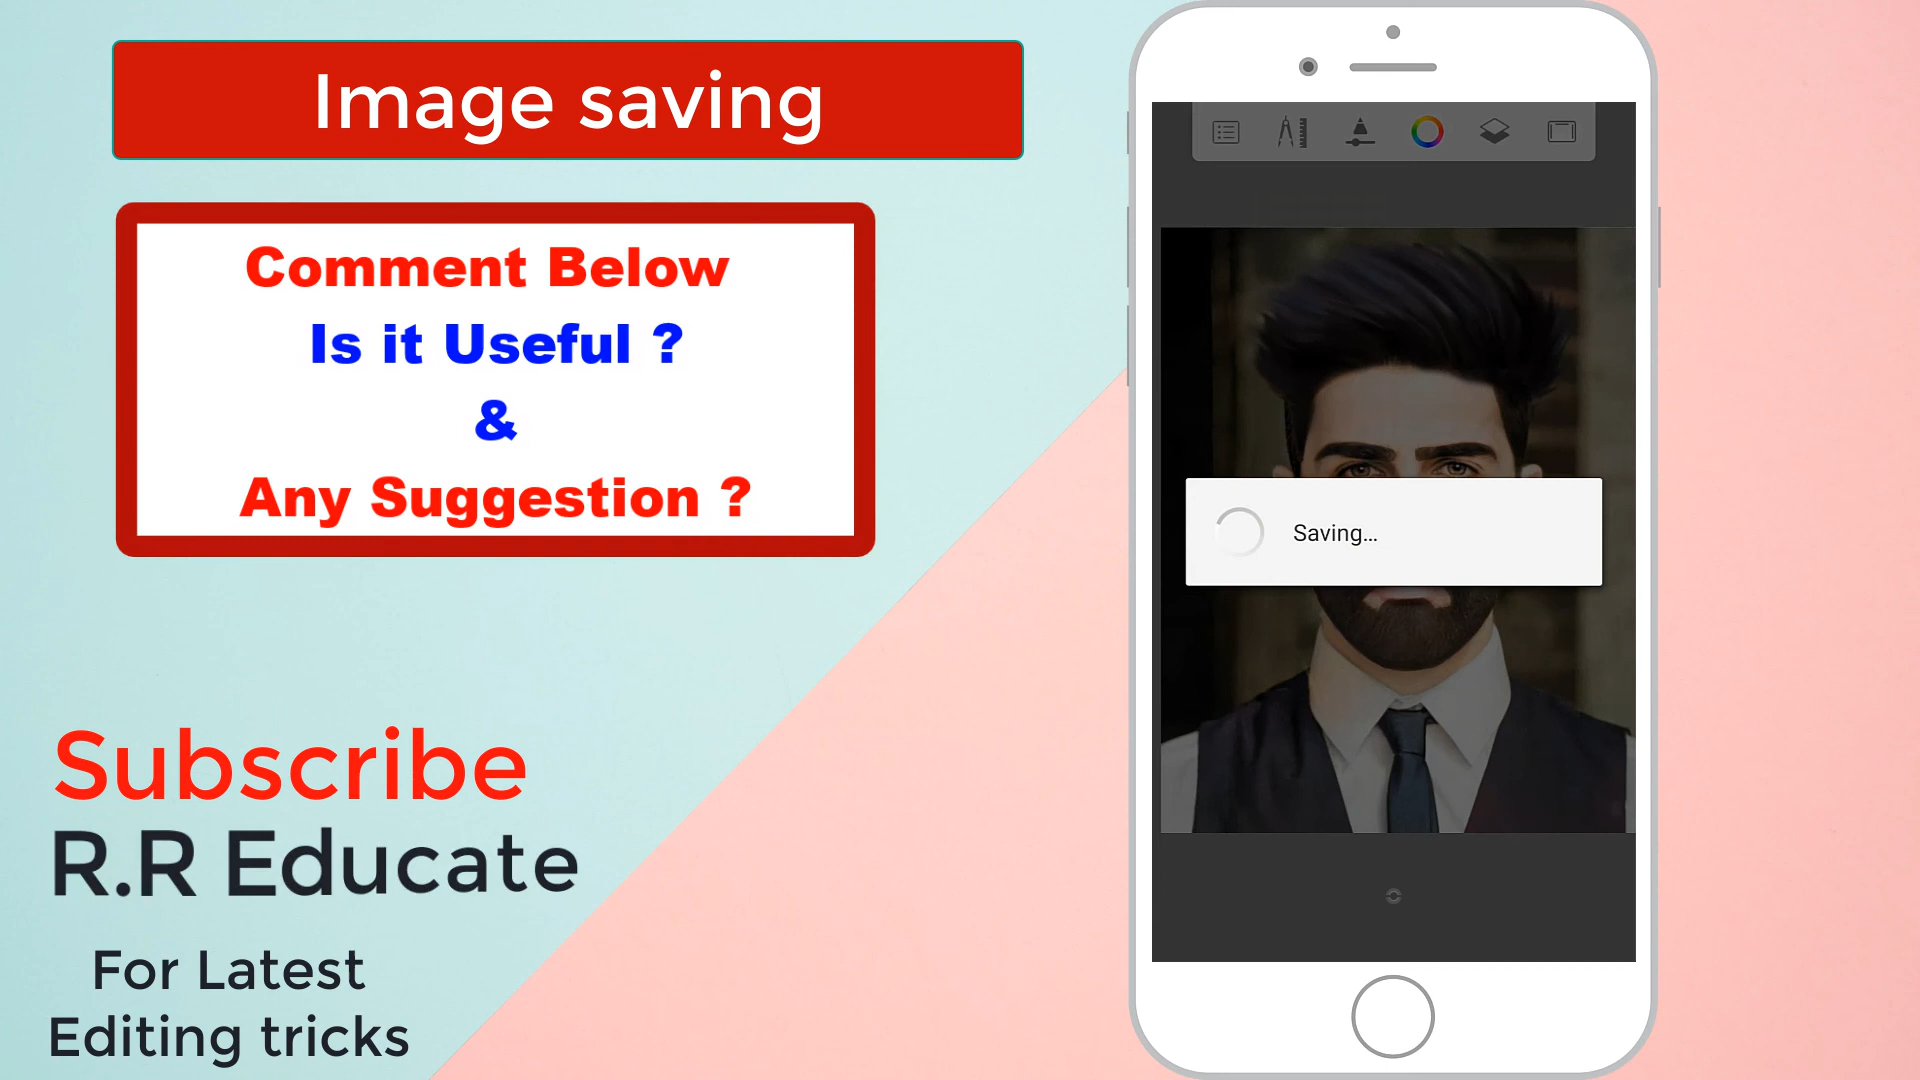 Image saving
Comment Below
Is it Useful ?
&
Any Suggestion ?
Saving...
Subscribe
R.R Educate
For Latest
Editing tricks